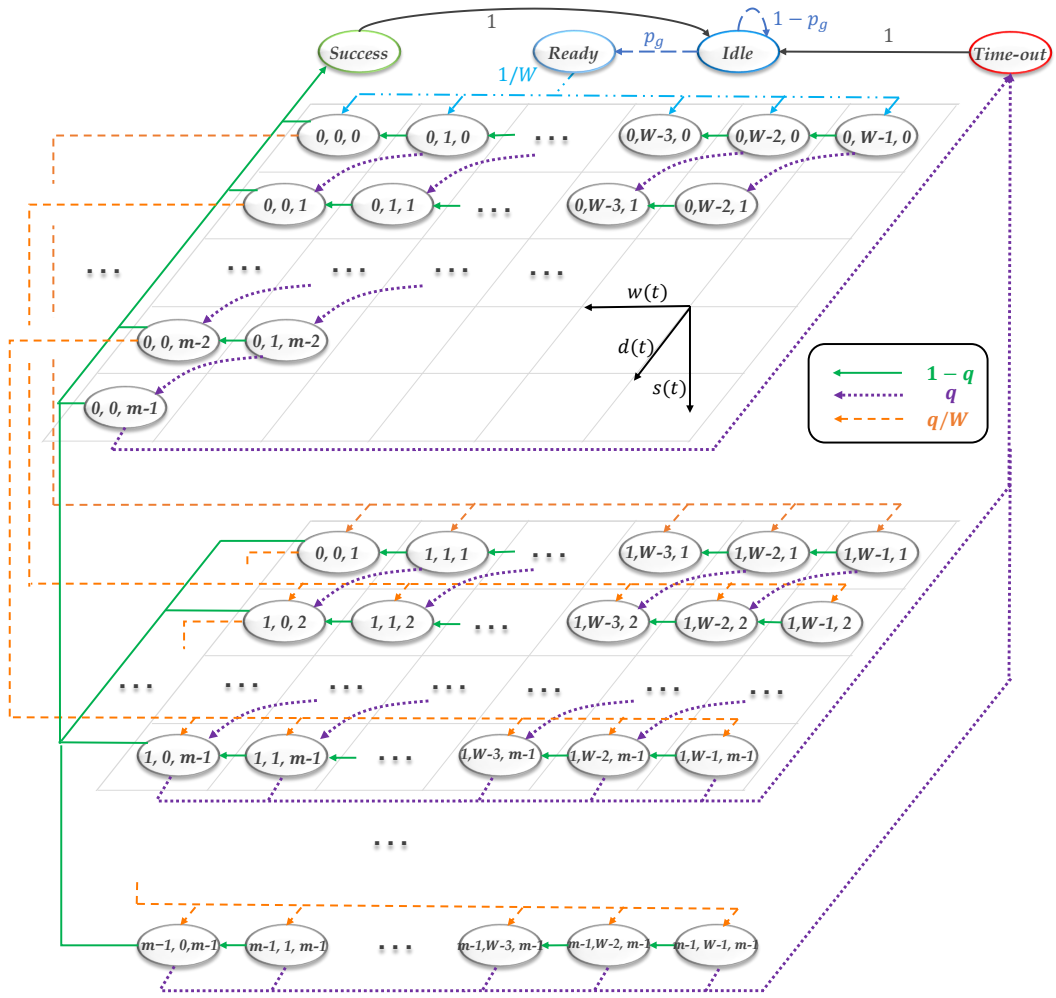 1
1 − p_g
Success
Ready
p_g
Idle
1
Time-out
1/W
0, 0, 0
0, 1, 0
...
0,W-3, 0
0,W-2, 0
0, W-1, 0
0, 0, 1
0, 1, 1
...
0,W-3, 1
0,W-2, 1
... ... ... ... ...
w(t)
d(t)
s(t)
0, 0, m-2
0, 1, m-2
0, 0, m-1
1 − q
q
q/W
0, 0, 1
1, 1, 1
...
1,W-3, 1
1,W-2, 1
1,W-1, 1
1, 0, 2
1, 1, 2
...
1,W-3, 2
1,W-2, 2
1,W-1, 2
... ... ... ... ... ... ...
1, 0, m-1
1, 1, m-1
...
1,W-3, m-1
1,W-2, m-1
1,W-1, m-1
...
m−1, 0,m-1
m-1, 1, m-1
...
m-1,W-3, m-1
m-1,W-2, m-1
m-1, W-1, m-1